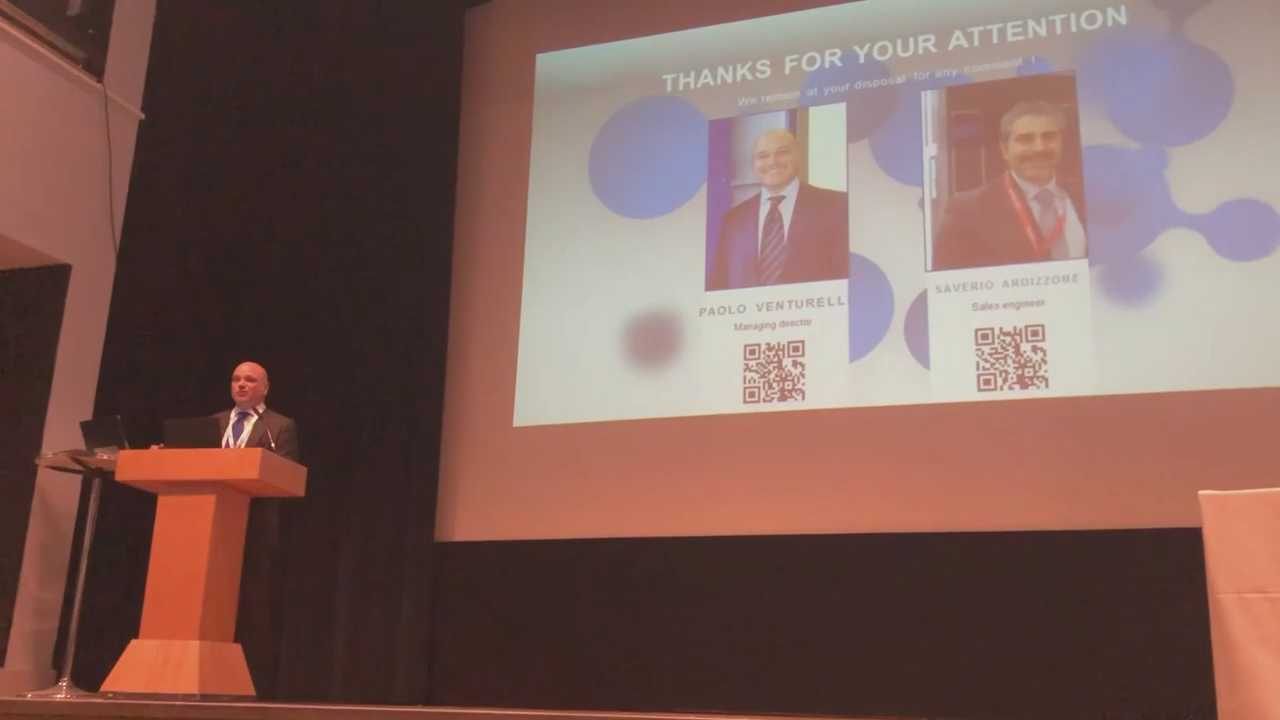 THANKS FOR YOUR ATTENTION
We remain at your disposal for any comment !
PAOLO VENTURELL
Managing director
SAVERIO ARDIZZONE
Sales engineer